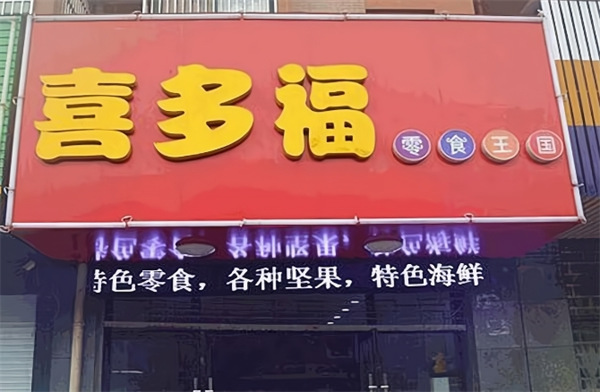 喜多福 零食王国
特色零食，各种坚果，特色海鲜